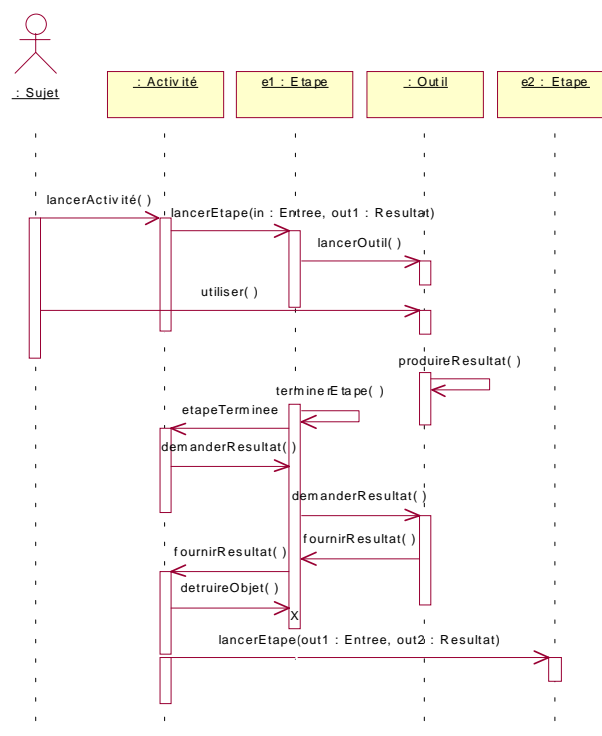 : Sujet
: Activité
e1 : Etape
: Outil
e2 : Etape
lancerActivité( )
lancerEtape(in : Entree, out1 : Resultat)
lancerOutil( )
utiliser( )
produireResultat( )
terminerEtape( )
etapeTerminee
demanderResultat( )
demanderResultat( )
fournirResultat( )
fournirResultat( )
detruireObjet( )
X
lancerEtape(out1 : Entree, out2 : Resultat)